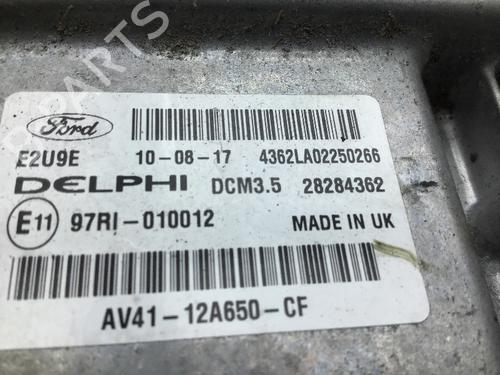 Ford
E2U9E 10-08-17 4362LA02250266
DELPHI DCM3.5 28284362
E11 97RI-010012 MADE IN UK
AV41-12A650-CF